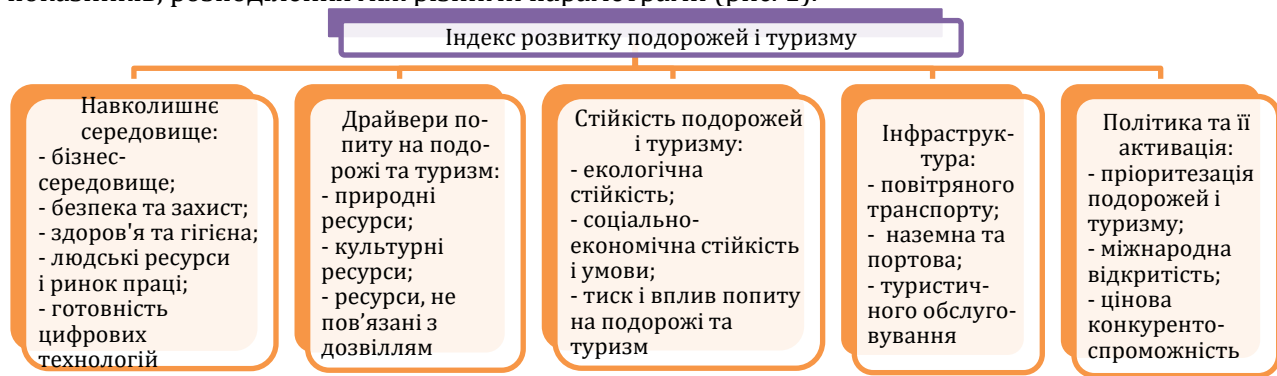 Індекс розвитку подорожей і туризму
Навколишнє
середовище:
- бізнес-
середовище;
- безпека та захист;
- здоров'я та гігієна;
- людські ресурси
і ринок праці;
- готовність
цифрових
технологій
Драйвери по-
питу на подо-
рожі та туризм:
- природні
ресурси;
- культурні
ресурси;
- ресурси, не
пов’язані з
дозвіллям
Стійкість подорожей
і туризму:
- екологічна
стійкість;
- соціально-
економічна стійкість
і умови;
- тиск і вплив попиту
на подорожі та
туризм
Інфраструк-
тура:
- повітряного
транспорту;
- наземна та
портова;
- туристич-
ного обслуго-
вування
Політика та її
активація:
- пріоритезація
подорожей і
туризму;
- міжнародна
відкритість;
- цінова
конкуренто-
спроможність